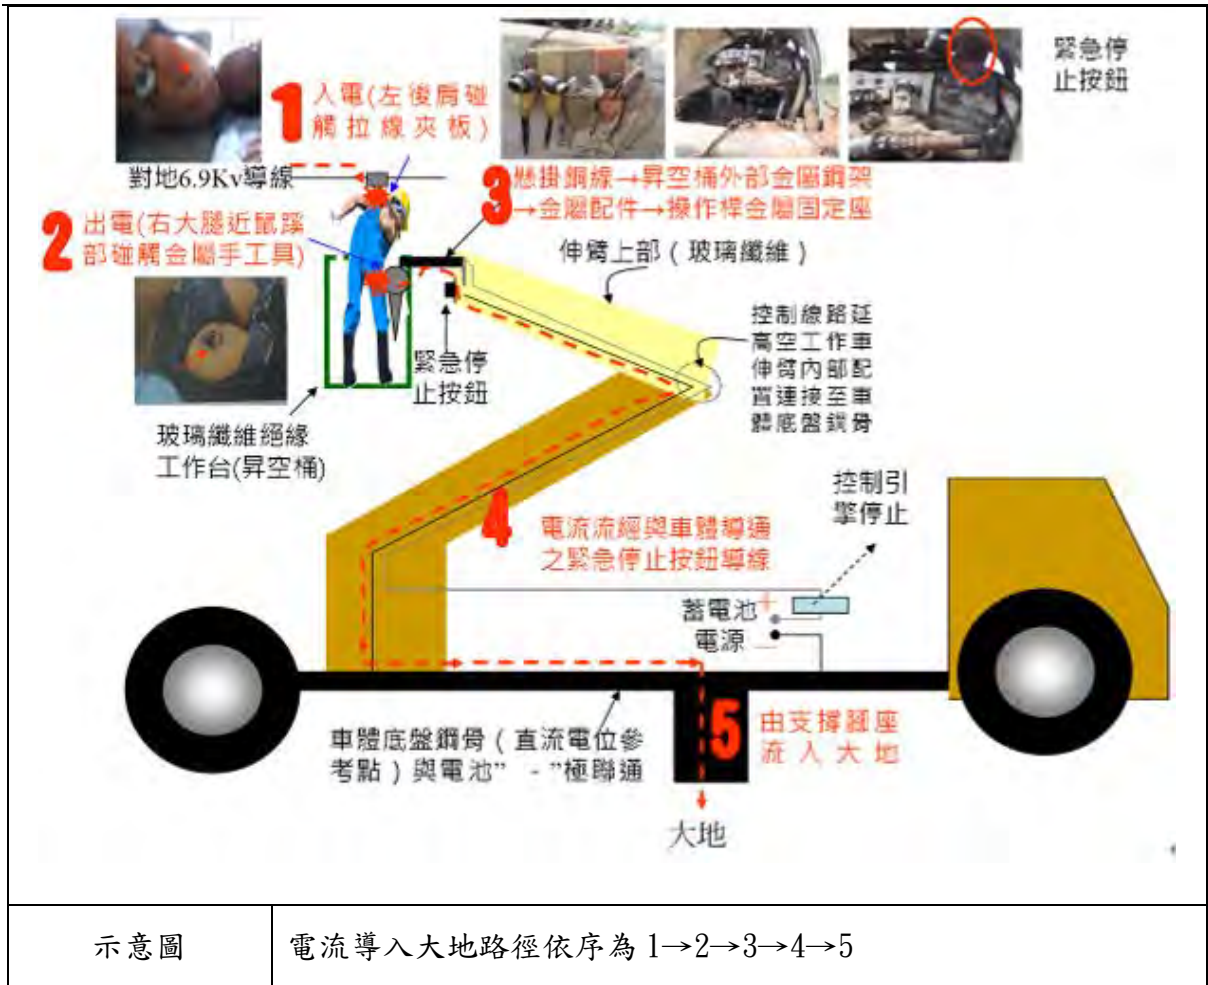 緊急停
止按鈕
1
入電(左後肩碰
觸拉線夾板)
對地6.9Kv導線
3
懸掛銅線→昇空桶外部金屬鋼架
→金屬配件→操作桿金屬固定座
2
出電(右大腿近鼠蹊
部碰觸金屬手工具)
伸臂上部(玻璃纖維)
控制線路延
高空工作車
伸臂內部配
置連接至車
體底盤鋼骨
緊急停
止按鈕
玻璃纖維絕緣
工作台(昇空桶)
控制引
擎停止
4
電流流經與車體導通
之緊急停止按鈕導線
蓄電池+
電源−
車體底盤鋼骨(直流電位參
考點)與電池” -”極聯通
5
由支撐腳座
流入大地
大地
示意圖
電流導入大地路徑依序為 1→2→3→4→5